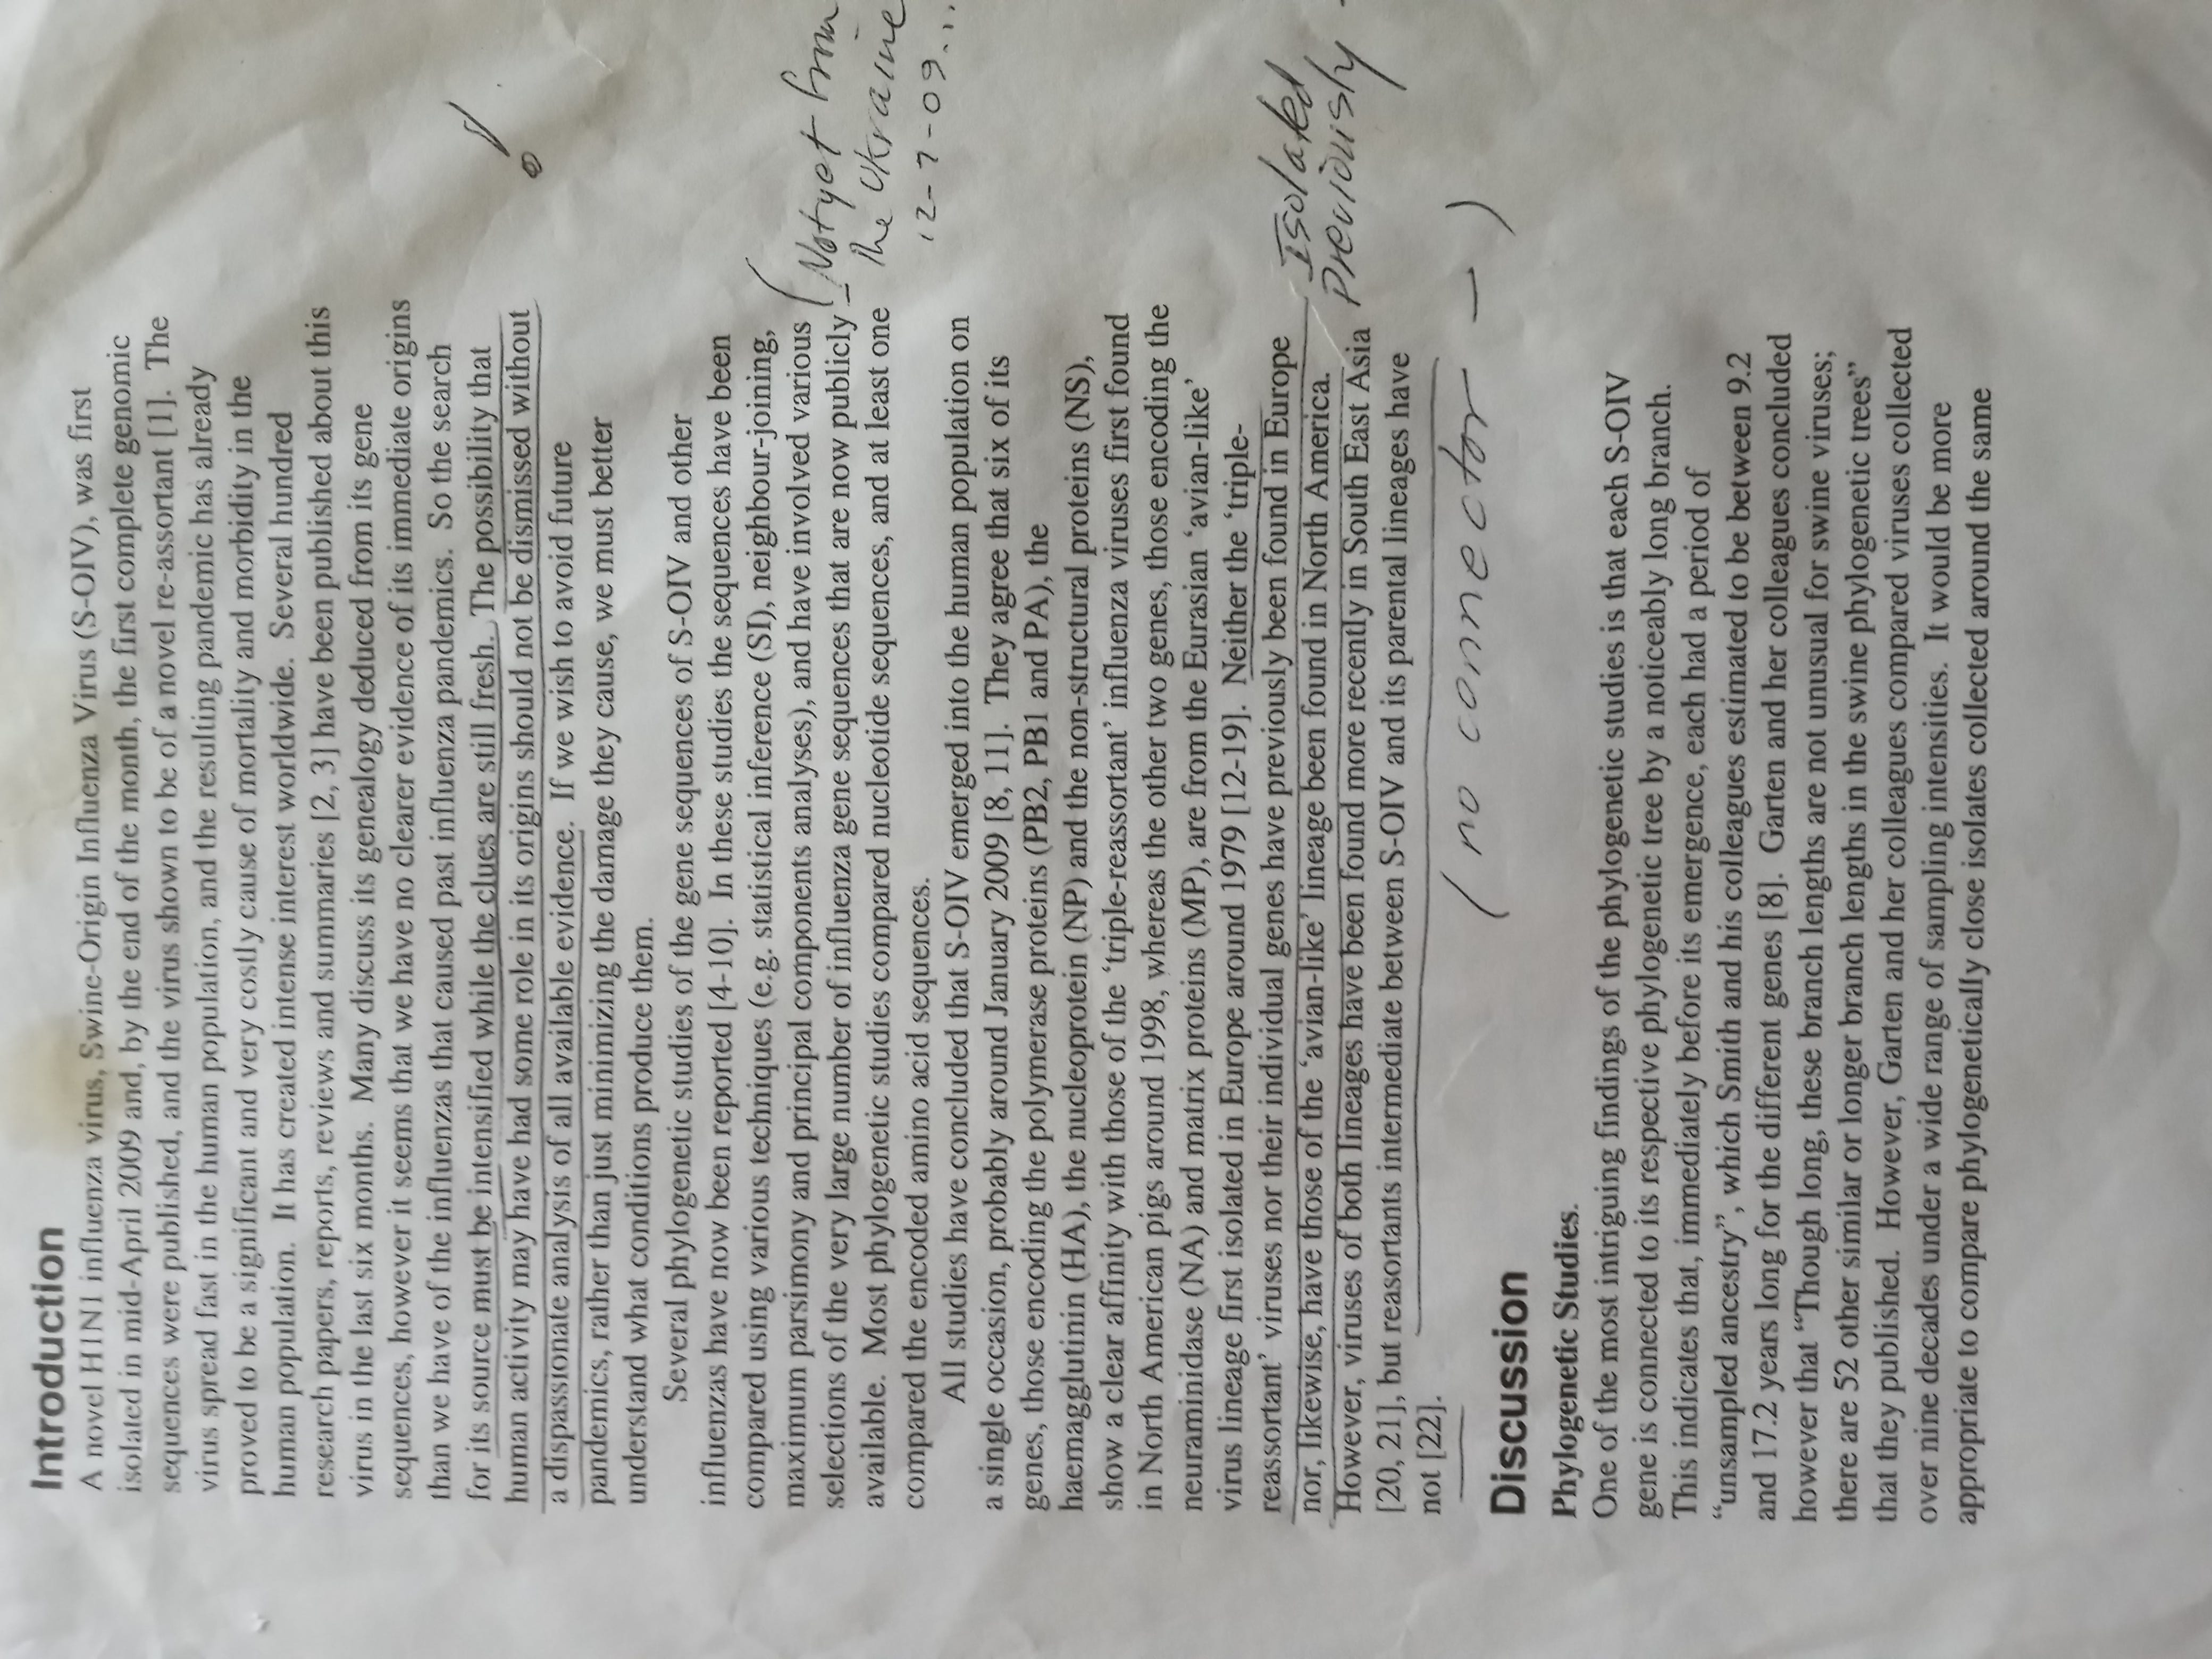 Introduction
A novel H1N1 influenza virus, Swine-Origin Influenza Virus (S-OIV), was first
isolated in mid-April 2009 and, by the end of the month, the first complete genomic
sequences were published, and the virus shown to be of a novel re-assortant [1]. The
virus spread fast in the human population, and the resulting pandemic has already
proved to be a significant and very costly cause of mortality and morbidity in the
human population. It has created intense interest worldwide. Several hundred
research papers, reports, reviews and summaries [2, 3] have been published about this
virus in the last six months. Many discuss its genealogy deduced from its gene
sequences, however it seems that we have no clearer evidence of its immediate origins
than we have of the influenzas that caused past influenza pandemics. So the search
for its source must be intensified while the clues are still fresh. The possibility that
human activity may have had some role in its origins should not be dismissed without
a dispassionate analysis of all available evidence. If we wish to avoid future
pandemics, rather than just minimizing the damage they cause, we must better
understand what conditions produce them.
!
Several phylogenetic studies of the gene sequences of S-OIV and other
influenzas have now been reported [4-10]. In these studies the sequences have been
compared using various techniques (e.g. statistical inference (SI), neighbour-joining,
maximum parsimony and principal components analyses), and have involved various
selections of the very large number of influenza gene sequences that are now publicly
available. Most phylogenetic studies compared nucleotide sequences, and at least one
compared the encoded amino acid sequences.
(Not yet from
the Ukraine
12-7-09...
All studies have concluded that S-OIV emerged into the human population on
a single occasion, probably around January 2009 [8, 11]. They agree that six of its
genes, those encoding the polymerase proteins (PB2, PB1 and PA), the
haemagglutinin (HA), the nucleoprotein (NP) and the non-structural proteins (NS),
show a clear affinity with those of the ‘triple-reassortant’ influenza viruses first found
in North American pigs around 1998, whereas the other two genes, those encoding the
neuraminidase (NA) and matrix proteins (MP), are from the Eurasian ‘avian-like’
virus lineage first isolated in Europe around 1979 [12-19]. Neither the ‘triple-
reassortant’ viruses nor their individual genes have previously been found in Europe
nor, likewise, have those of the ‘avian-like’ lineage been found in North America.
However, viruses of both lineages have been found more recently in South East Asia
[20, 21], but reassortants intermediate between S-OIV and its parental lineages have
not [22].
Isolated
Previously -
(no connector -)
Discussion
Phylogenetic Studies.
One of the most intriguing findings of the phylogenetic studies is that each S-OIV
gene is connected to its respective phylogenetic tree by a noticeably long branch.
This indicates that, immediately before its emergence, each had a period of
“unsampled ancestry”, which Smith and his colleagues estimated to be between 9.2
and 17.2 years long for the different genes [8]. Garten and her colleagues concluded
however that “Though long, these branch lengths are not unusual for swine viruses;
there are 52 other similar or longer branch lengths in the swine phylogenetic trees”
that they published. However, Garten and her colleagues compared viruses collected
over nine decades under a wide range of sampling intensities. It would be more
appropriate to compare phylogenetically close isolates collected around the same